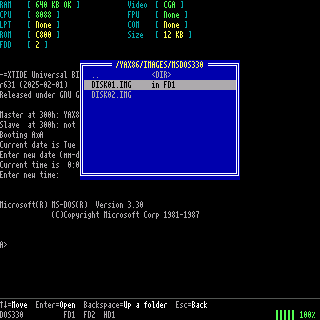 RAM [ 640 KB OK ] Video [ CGA ]
CPU [ 8088 ] FPU [ None ]
LPT [ None ] COM [ None ]
ROM [ C800 ] Size [ 12 KB ]
FDD [ 2 ]
/YAX86/IMAGES/MSDOS330
.. <DIR>
DISK01.IMG in FD1
DISK02.IMG
-=XTIDE Universal BI
r631 (2025-02-01)
Released under GNU G
Master at 300h: YAX8
Slave at 300h: not
Booting A»A
Current date is Tue
Enter new date (mm-d
Current time is 0:0
Enter new time:
Microsoft(R) MS-DOS(R) Version 3.30
(C)Copyright Microsoft Corp 1981-1987
A>
↑↓=Move Enter=Open Backspace=Up a folder Esc=Back
DOS330 FD1 FD2 HD1 100%